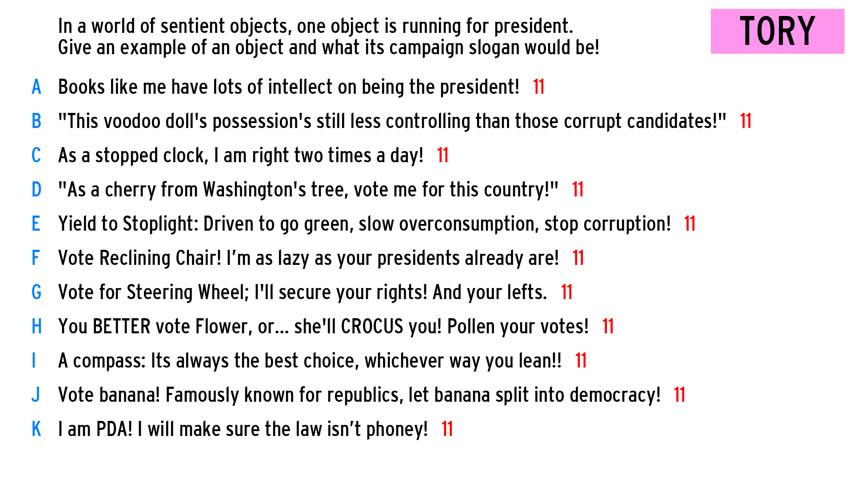 In a world of sentient objects, one object is running for president.
Give an example of an object and what its campaign slogan would be!
TORY
A Books like me have lots of intellect on being the president! 11
B "This voodoo doll's possession's still less controlling than those corrupt candidates!" 11
C As a stopped clock, I am right two times a day! 11
D "As a cherry from Washington's tree, vote me for this country!" 11
E Yield to Stoplight: Driven to go green, slow overconsumption, stop corruption! 11
F Vote Reclining Chair! I’m as lazy as your presidents already are! 11
G Vote for Steering Wheel; I'll secure your rights! And your lefts. 11
H You BETTER vote Flower, or... she'll CROCUS you! Pollen your votes! 11
I A compass: Its always the best choice, whichever way you lean!! 11
J Vote banana! Famously known for republics, let banana split into democracy! 11
K I am PDA! I will make sure the law isn’t phoney! 11